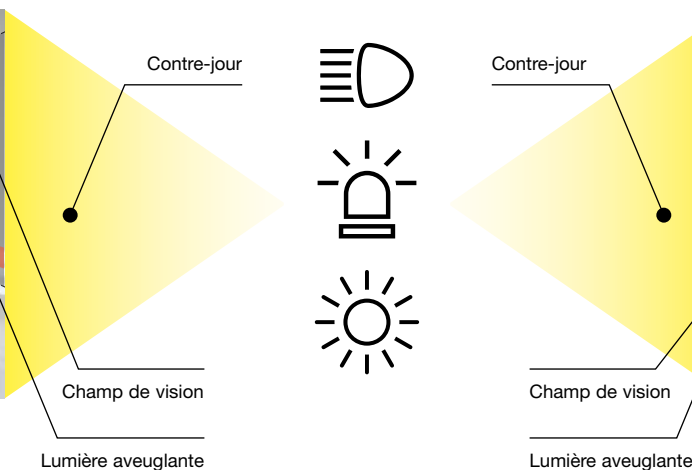 Contre-jour
Contre-jour
Champ de vision
Champ de vision
Lumière aveuglante
Lumière aveuglante